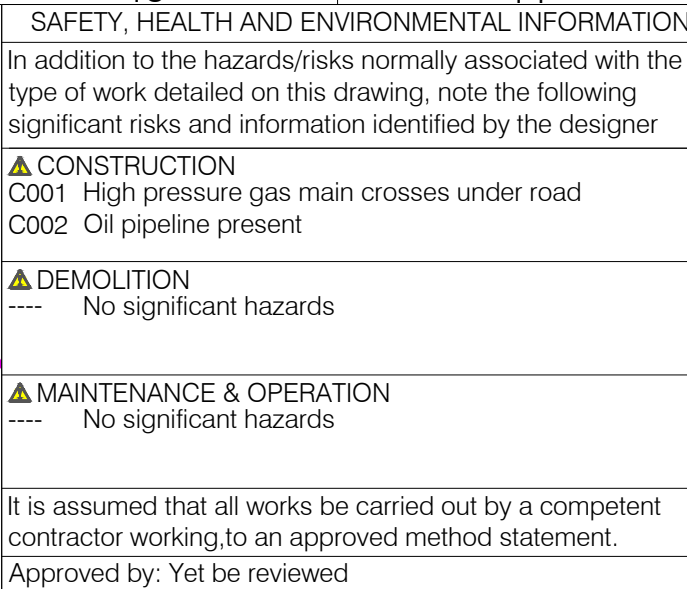 SAFETY, HEALTH AND ENVIRONMENTAL INFORMATION
In addition to the hazards/risks normally associated with the
type of work detailed on this drawing, note the following
significant risks and information identified by the designer
CONSTRUCTION
C001 High pressure gas main crosses under road
C002 Oil pipeline present
DEMOLITION
---- No significant hazards
MAINTENANCE & OPERATION
---- No significant hazards
It is assumed that all works be carried out by a competent
contractor working,to an approved method statement.
Approved by: Yet be reviewed